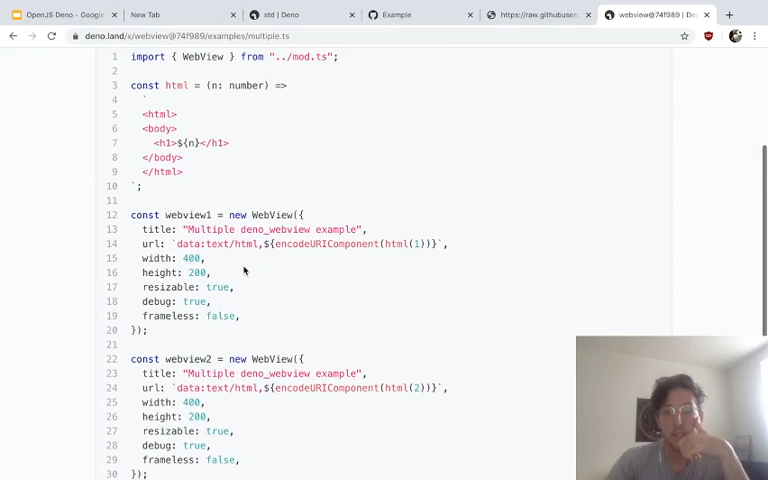 OpenJS Deno - Google
New Tab
std | Deno
Example
https://raw.githubuserc
webview@74f989 | Den
deno.land/x/webview@74f989/examples/multiple.ts
1 import { WebView } from "../mod.ts";
2
3 const html = (n: number) =>
4 `
5 <html>
6 <body>
7 <h1>${n}</h1>
8 </body>
9 </html>
10 `;
11
12 const webview1 = new WebView({
13 title: "Multiple deno_webview example",
14 url: `data:text/html,${encodeURIComponent(html(1))}`,
15 width: 400,
16 height: 200,
17 resizable: true,
18 debug: true,
19 frameless: false,
20 });
21
22 const webview2 = new WebView({
23 title: "Multiple deno_webview example",
24 url: `data:text/html,${encodeURIComponent(html(2))}`,
25 width: 400,
26 height: 200,
27 resizable: true,
28 debug: true,
29 frameless: false,
30 });